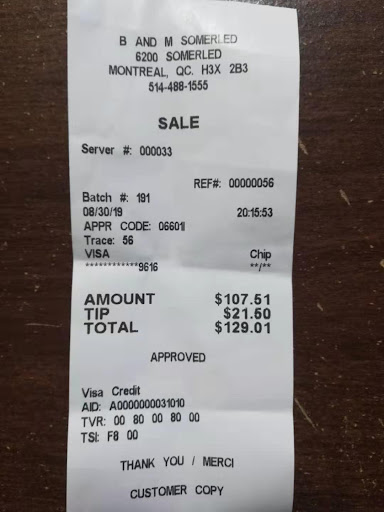 B AND M SOMERLED
6200 SOMERLED
MONTREAL, QC. H3X 2B3
514-488-1555
SALE
Server #: 000033
REF#: 00000056
Batch #: 191
08/30/19 20:15:53
APPR CODE: 06601I
Trace: 56
VISA Chip
************9616 **/**
AMOUNT $107.51
TIP $21.50
TOTAL $129.01
APPROVED
Visa Credit
AID: A0000000031010
TVR: 00 80 00 80 00
TSI: F8 00
THANK YOU / MERCI
CUSTOMER COPY